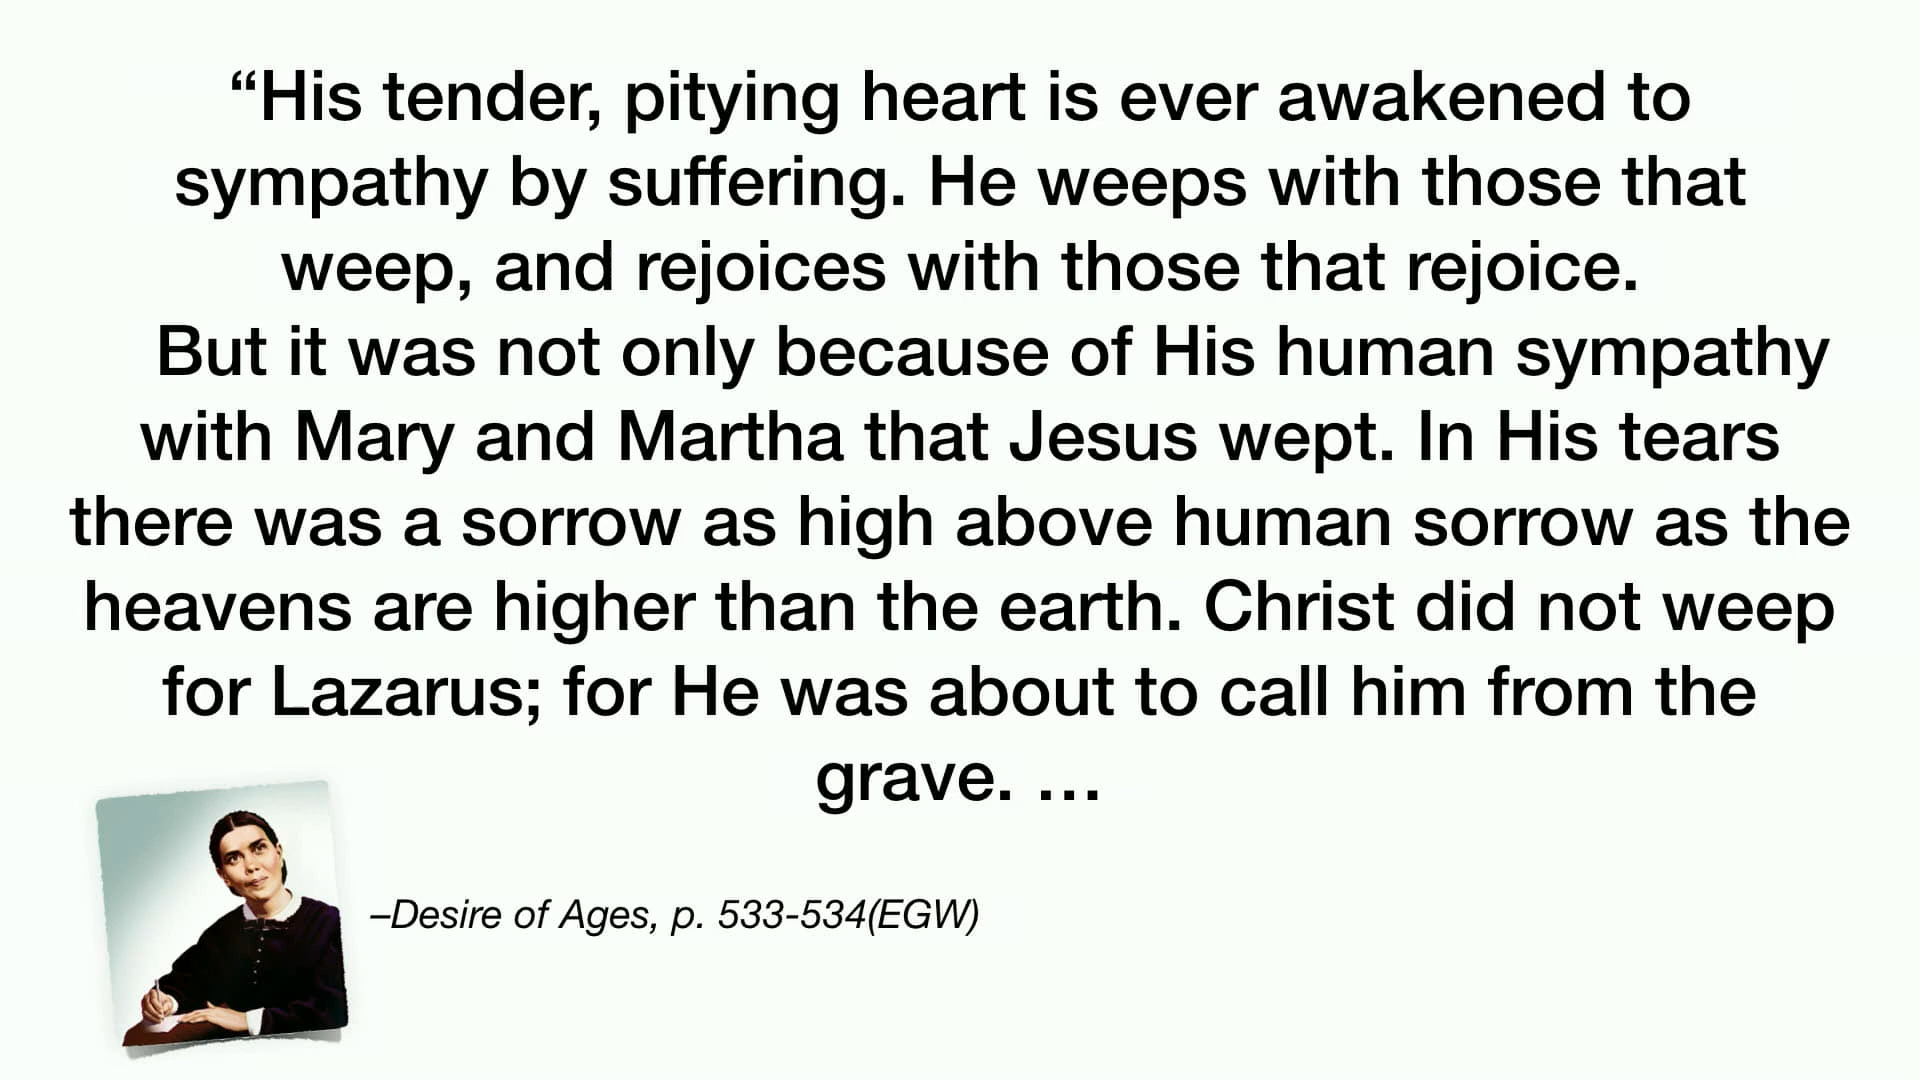 “His tender, pitying heart is ever awakened to
sympathy by suffering. He weeps with those that
weep, and rejoices with those that rejoice.
But it was not only because of His human sympathy
with Mary and Martha that Jesus wept. In His tears
there was a sorrow as high above human sorrow as the
heavens are higher than the earth. Christ did not weep
for Lazarus; for He was about to call him from the
grave. …
–Desire of Ages, p. 533-534(EGW)